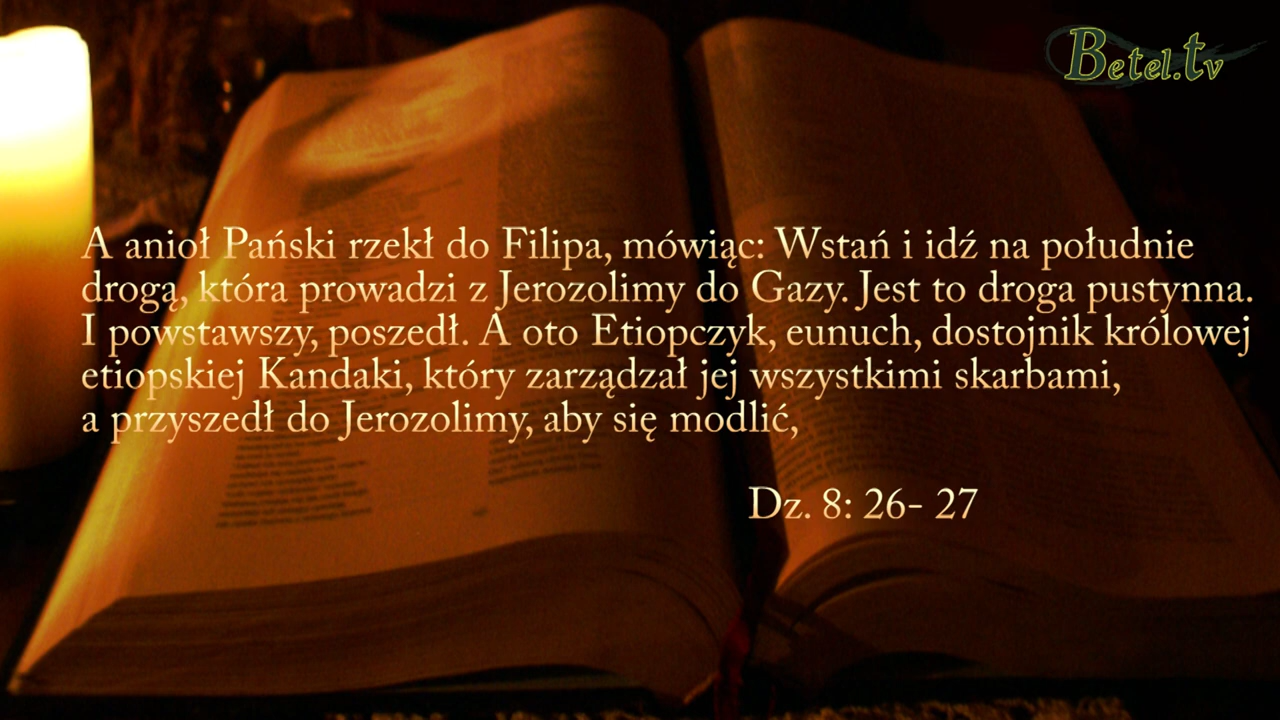 Betel.tv
A anioł Pański rzekł do Filipa, mówiąc: Wstań i idź na południe
drogą, która prowadzi z Jerozolimy do Gazy. Jest to droga pustynna.
I powstawszy, poszedł. A oto Etiopczyk, eunuch, dostojnik królowej
etiopskiej Kandaki, który zarządzał jej wszystkimi skarbami,
a przyszedł do Jerozolimy, aby się modlić,
Dz. 8: 26- 27